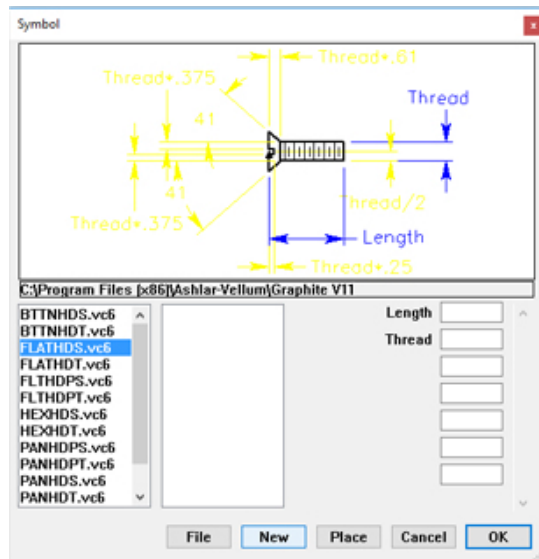 Symbol
x
Thread*.61
Thread*.375
Thread
41
41
Thread/2
Thread*.375
Length
Thread*.25
C:\Program Files (x86)\Ashlar-Vellum\Graphite V11
BTTNHDS.vc6
BTTNHDT.vc6
FLATHDS.vc6
FLATHDT.vc6
FLTHDPS.vc6
FLTHDPT.vc6
HEXHDS.vc6
HEXHDT.vc6
PANHDPS.vc6
PANHDPT.vc6
PANHDS.vc6
PANHDT.vc6
Length
Thread
File New Place Cancel OK